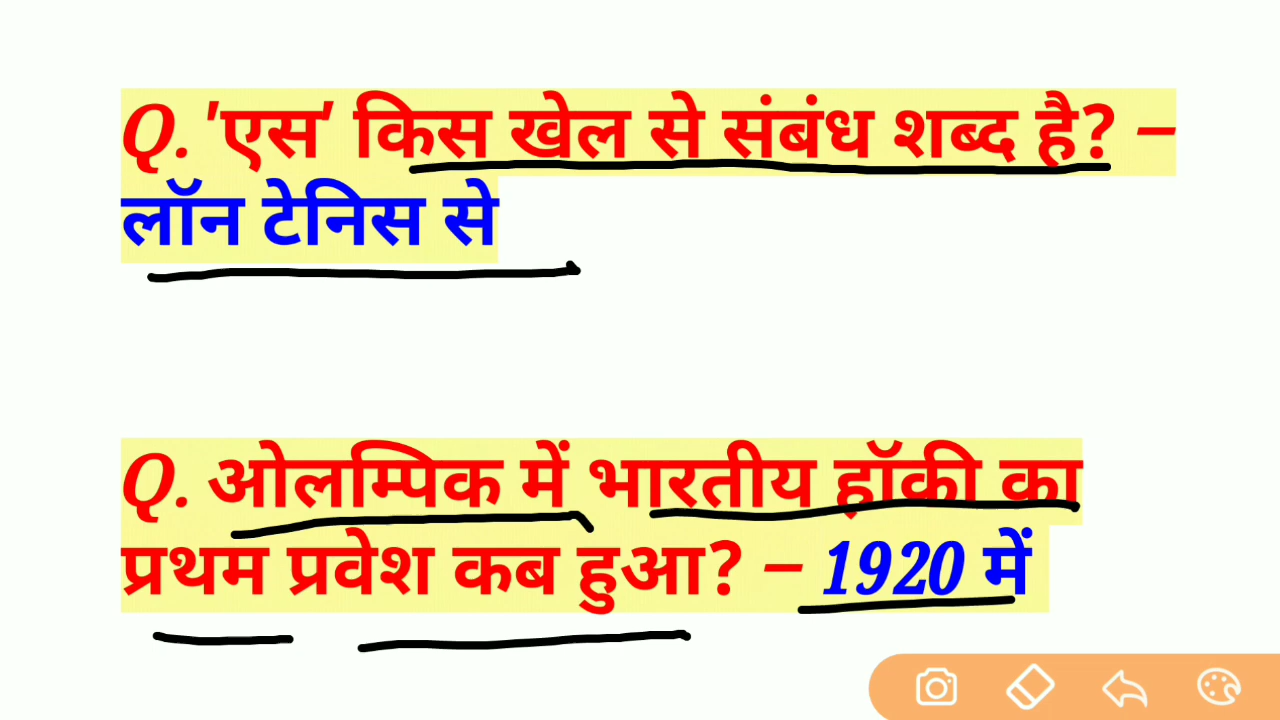 Q. 'एस' किस खेल से संबंध शब्द है? –
लॉन टेनिस से
Q. ओलम्पिक में भारतीय हॉकी का
प्रथम प्रवेश कब हुआ? – 1920 में